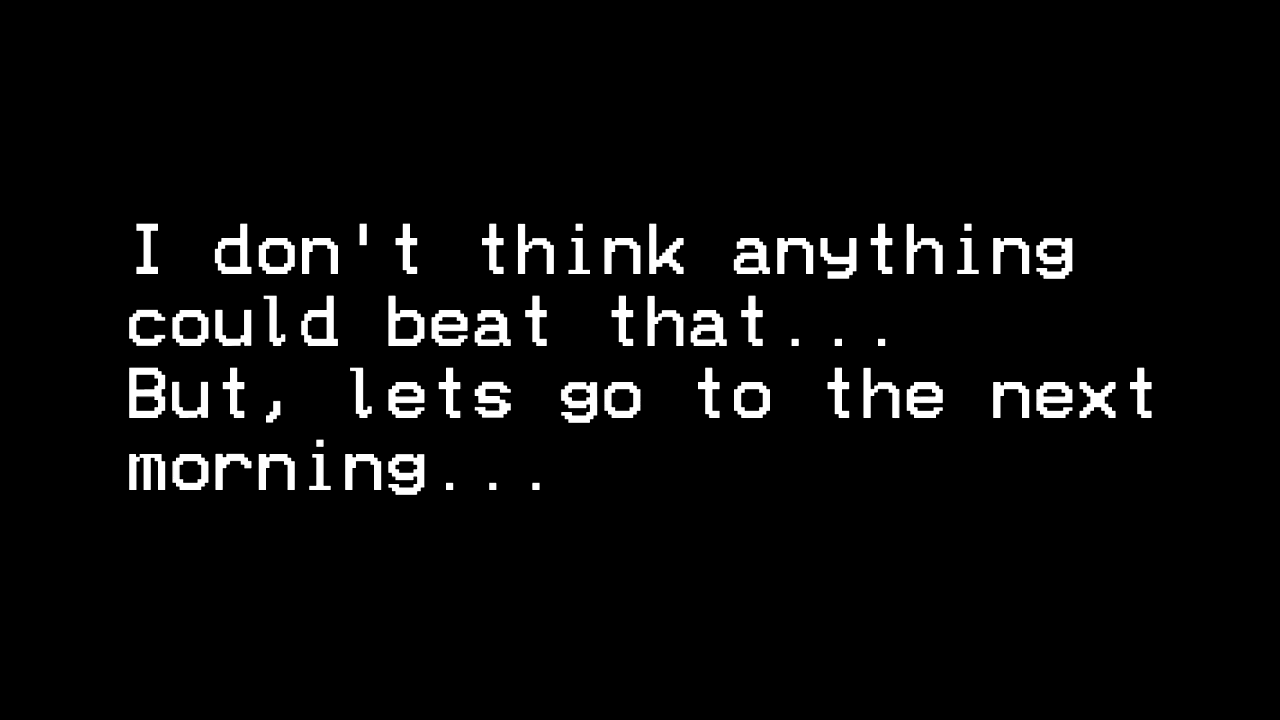 I don't think anything
could beat that...
But, lets go to the next
morning...